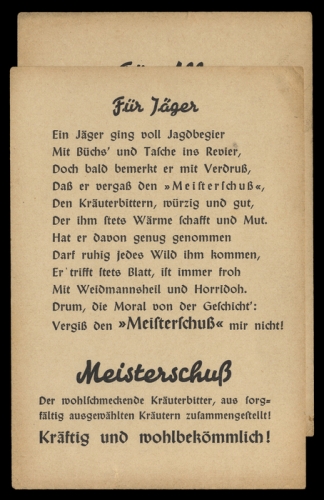 Für Jäger
Ein Jäger ging voll Jagdbegier
Mit Büchs' und Tasche ins Revier,
Doch bald bemerkt er mit Verdruß,
Daß er vergaß den »Meisterschuß«,
Den Kräuterbittern, würzig und gut,
Der ihm stets Wärme schafft und Mut.
Hat er davon genug genommen
Darf ruhig jedes Wild ihm kommen,
Er trifft stets Blatt, ist immer froh
Mit Weidmannsheil und Horridoh.
Drum, die Moral von der Geschicht':
Vergiß den »Meisterschuß« mir nicht!
Meisterschuß
Der wohlschmeckende Kräuterbitter, aus sorg=
fältig ausgewählten Kräutern zusammengestellt!
Kräftig und wohlbekömmlich!